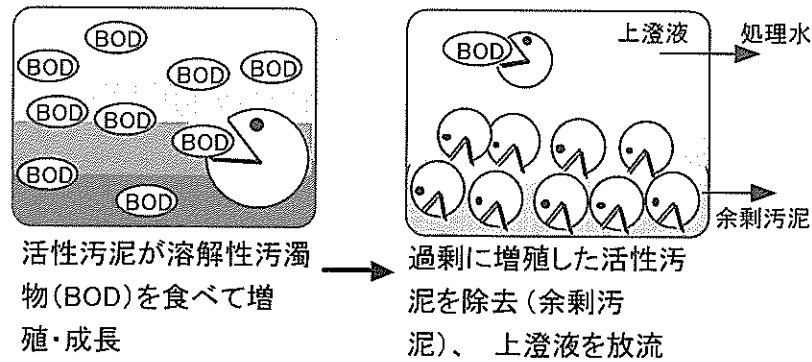 BOD
BOD
BOD
BOD
BOD
BOD
BOD
BOD
BOD
活性汚泥が溶解性汚濁
物(BOD)を食べて増
殖・成長
BOD
上澄液
処理水
余剰汚泥
過剰に増殖した活性汚
泥を除去(余剰汚
泥)、 上澄液を放流